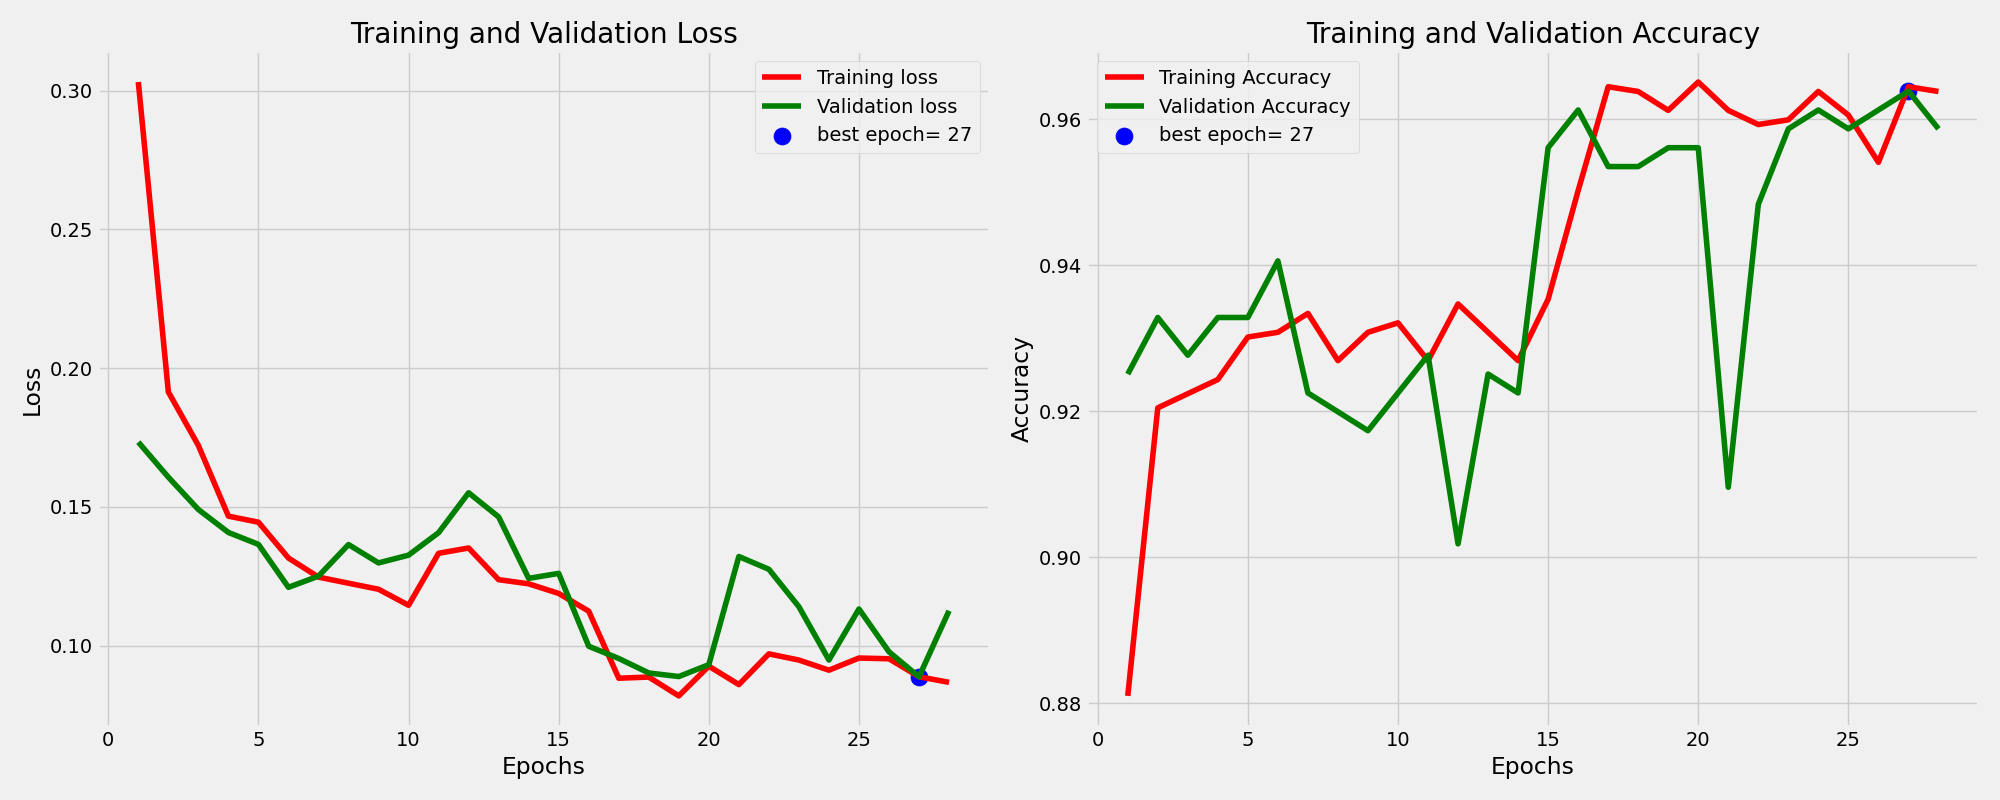 Training and Validation Loss
Training loss
Validation loss
best epoch= 27
0.30
0.25
0.20
0.15
0.10
Loss
0
5
10
15
20
25
Epochs
Training and Validation Accuracy
Training Accuracy
Validation Accuracy
best epoch= 27
0.96
0.94
0.92
0.90
0.88
Accuracy
0
5
10
15
20
25
Epochs